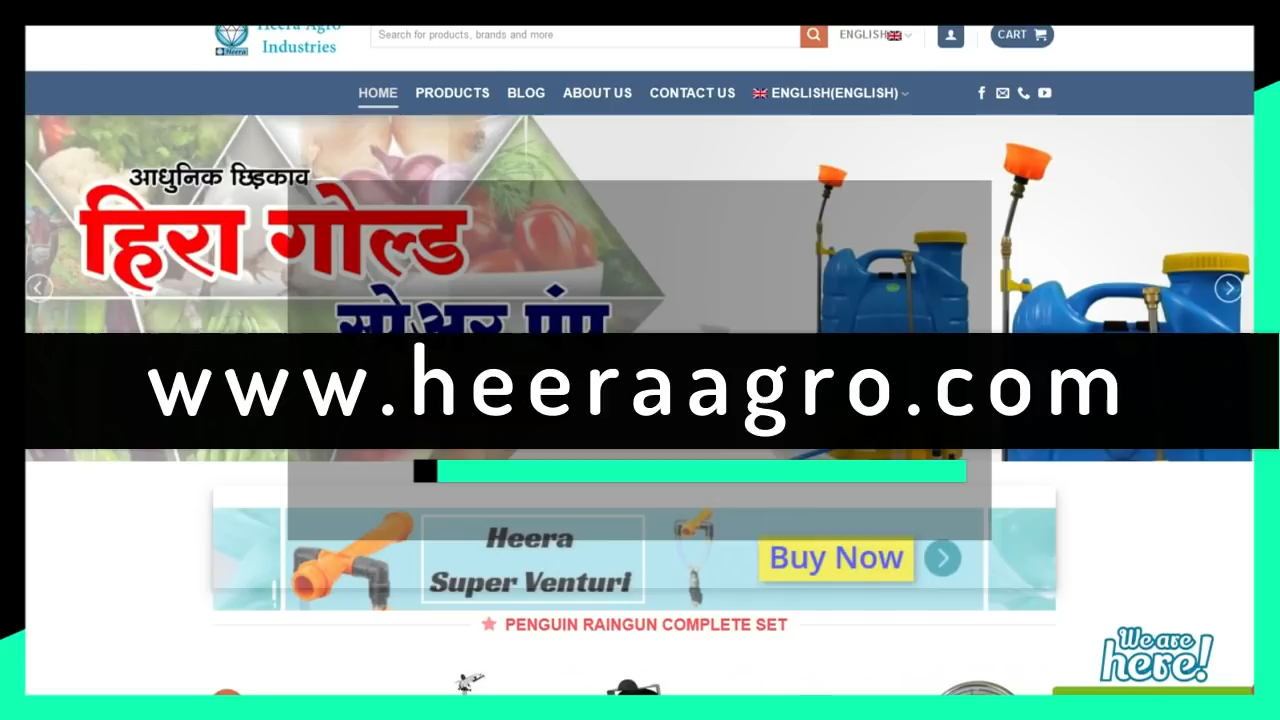 Heera Agro
Industries
Heera
Search for products, brands and more
ENGLISH
CART
HOME
PRODUCTS
BLOG
ABOUT US
CONTACT US
ENGLISH(ENGLISH)
आधुनिक छिड़काव
हिरा गोल्ड
www.heeraagro.com
Heera
Super Venturi
Buy Now
PENGUIN RAINGUN COMPLETE SET
We are
here!